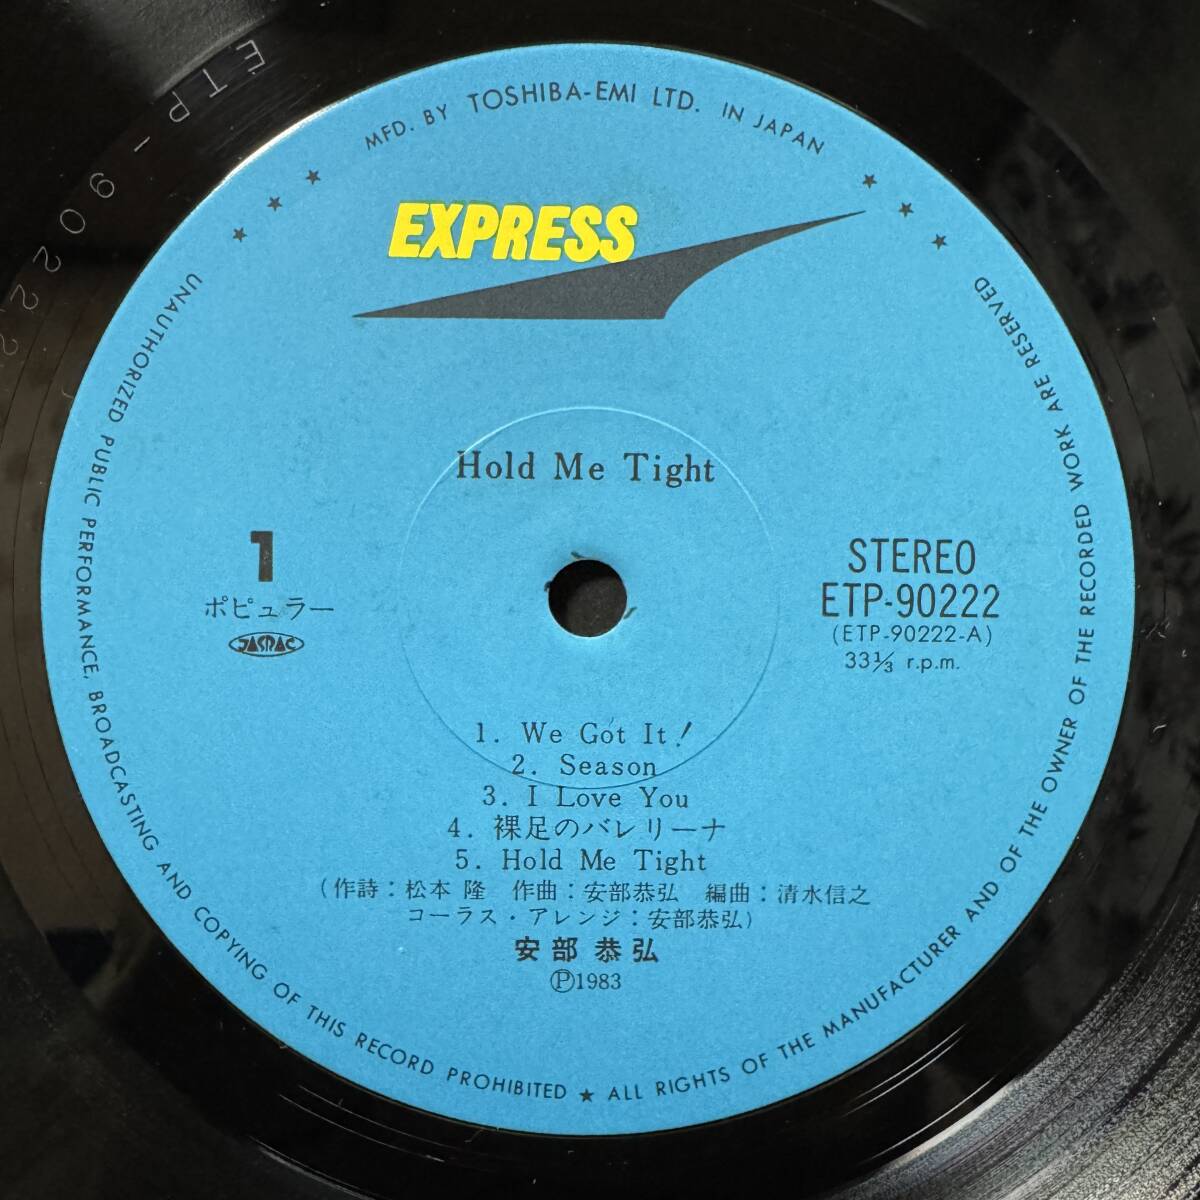 ETP-90222
MFD. BY TOSHIBA-EMI LTD. IN JAPAN
EXPRESS
UNAUTHORIZED PUBLIC PERFORMANCE, BROADCASTING AND COPYING OF THIS RECORD PROHIBITED ★ ALL RIGHTS OF THE MANUFACTURER AND OF THE OWNER OF THE RECORDED WORK ARE RESERVED
Hold Me Tight
1
ポピュラー
JASRAC
STEREO
ETP-90222
(ETP-90222-A)
33⅓ r.p.m.
1. We Got It!
2. Season
3. I Love You
4. 裸足のバレリーナ
5. Hold Me Tight
(作詩:松本 隆 作曲:安部恭弘 編曲:清水信之
コーラス・アレンジ:安部恭弘)
安部 恭弘
Ⓟ1983